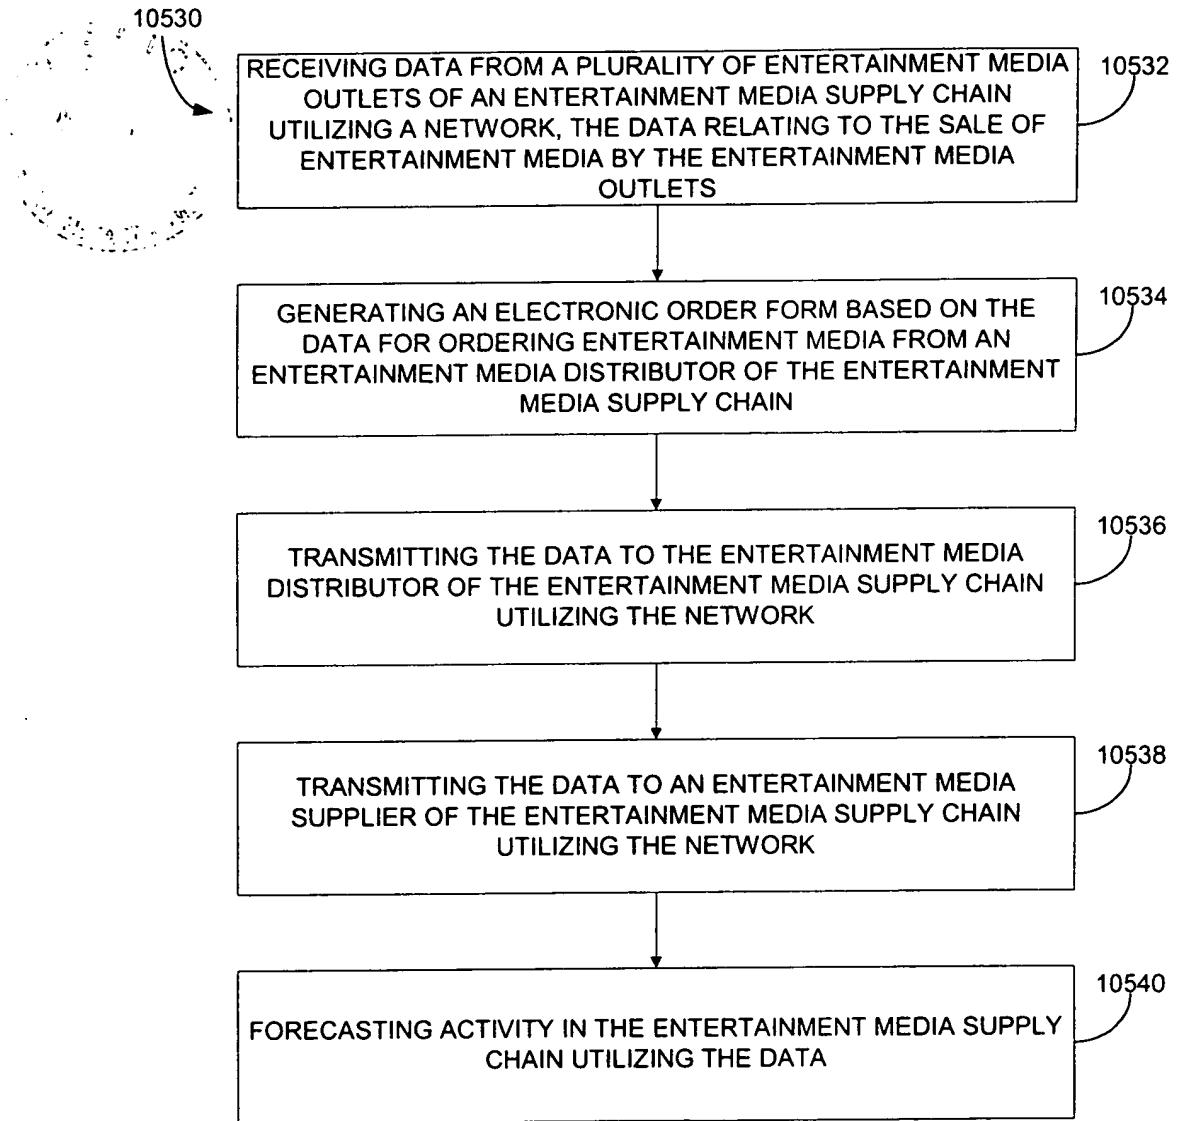 10530
RECEIVING DATA FROM A PLURALITY OF ENTERTAINMENT MEDIA
OUTLETS OF AN ENTERTAINMENT MEDIA SUPPLY CHAIN
UTILIZING A NETWORK, THE DATA RELATING TO THE SALE OF
ENTERTAINMENT MEDIA BY THE ENTERTAINMENT MEDIA
OUTLETS
10532
GENERATING AN ELECTRONIC ORDER FORM BASED ON THE
DATA FOR ORDERING ENTERTAINMENT MEDIA FROM AN
ENTERTAINMENT MEDIA DISTRIBUTOR OF THE ENTERTAINMENT
MEDIA SUPPLY CHAIN
10534
TRANSMITTING THE DATA TO THE ENTERTAINMENT MEDIA
DISTRIBUTOR OF THE ENTERTAINMENT MEDIA SUPPLY CHAIN
UTILIZING THE NETWORK
10536
TRANSMITTING THE DATA TO AN ENTERTAINMENT MEDIA
SUPPLIER OF THE ENTERTAINMENT MEDIA SUPPLY CHAIN
UTILIZING THE NETWORK
10538
FORECASTING ACTIVITY IN THE ENTERTAINMENT MEDIA SUPPLY
CHAIN UTILIZING THE DATA
10540